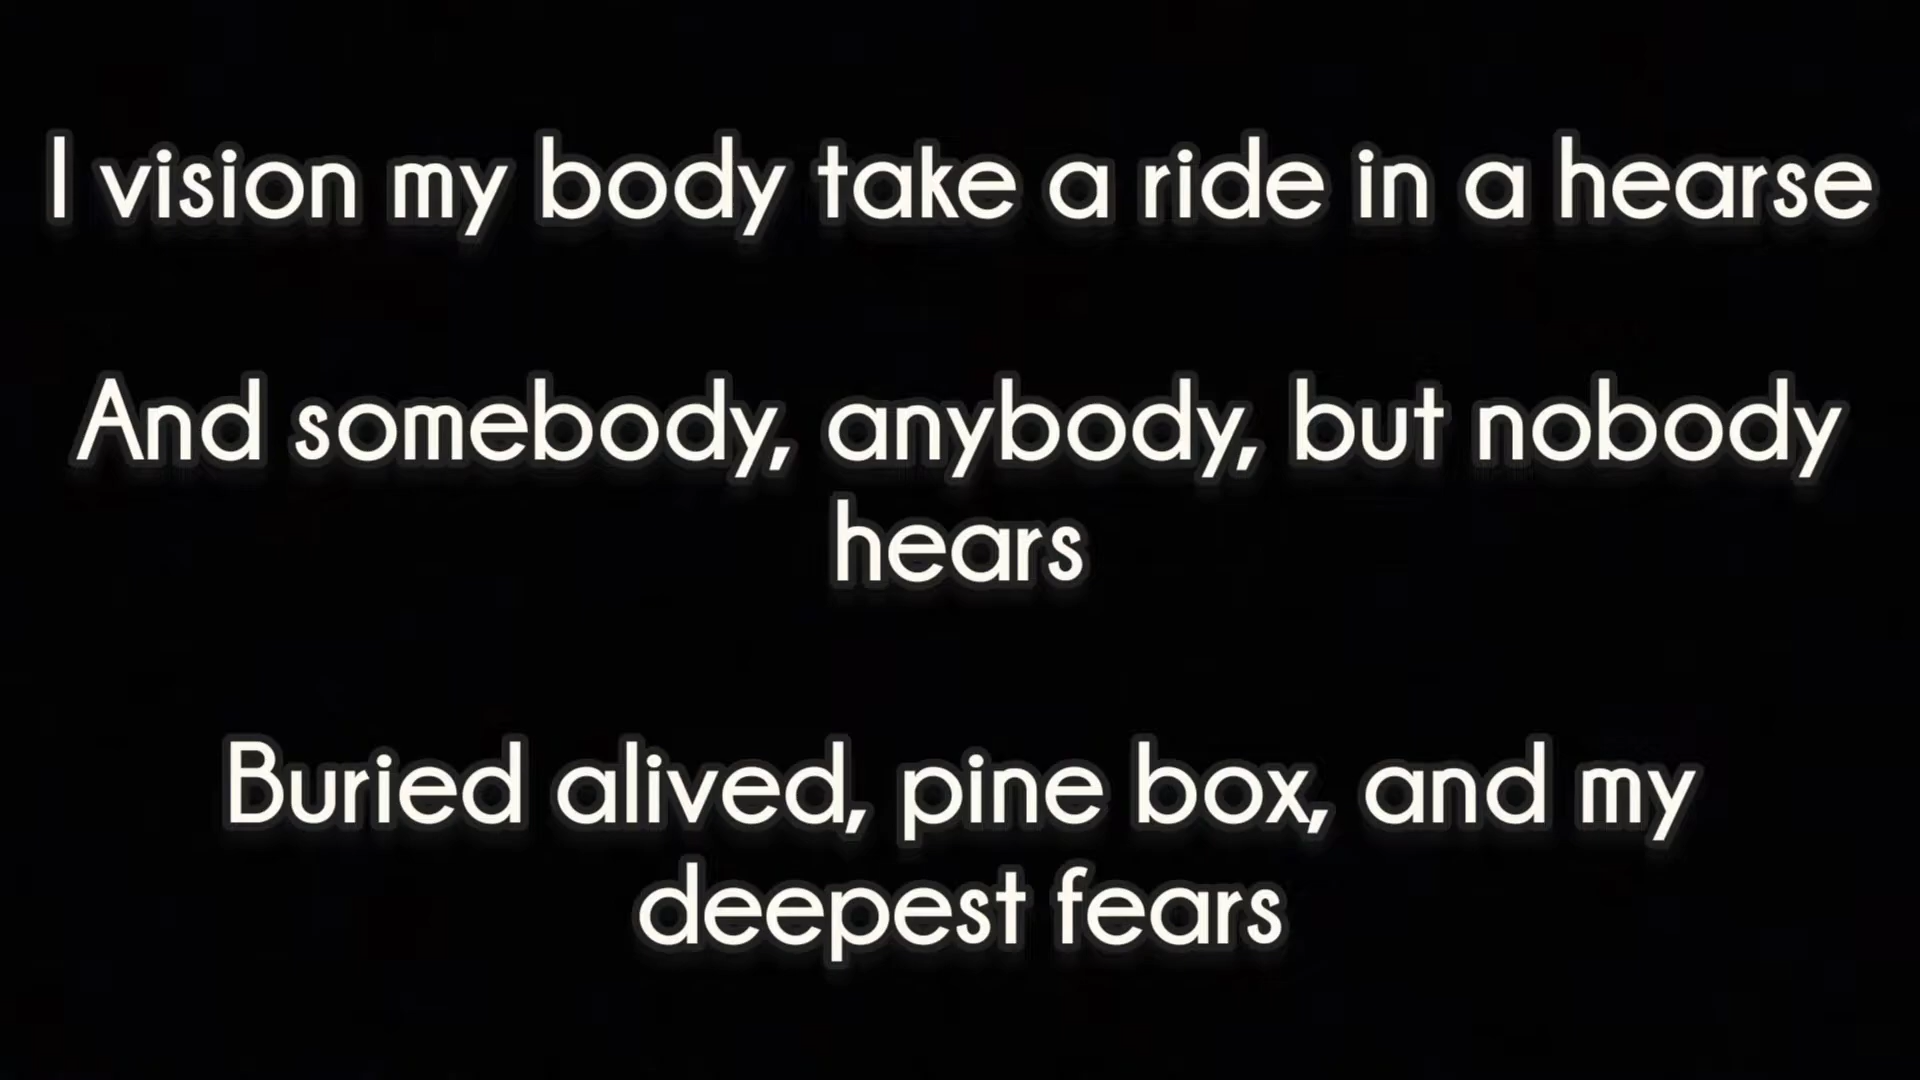 I vision my body take a ride in a hearse
And somebody, anybody, but nobody
hears
Buried alived, pine box, and my
deepest fears